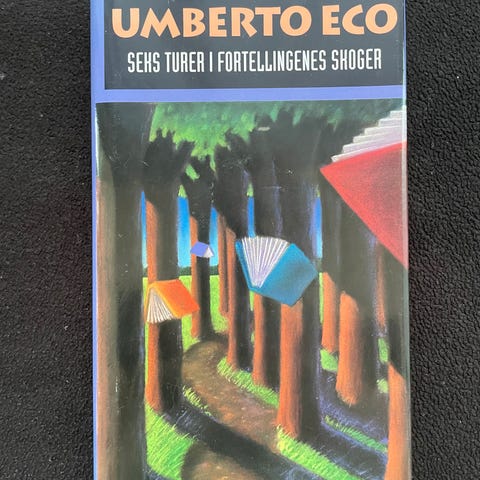 UMBERTO ECO
SEKS TURER I FORTELLINGENES SKOGER